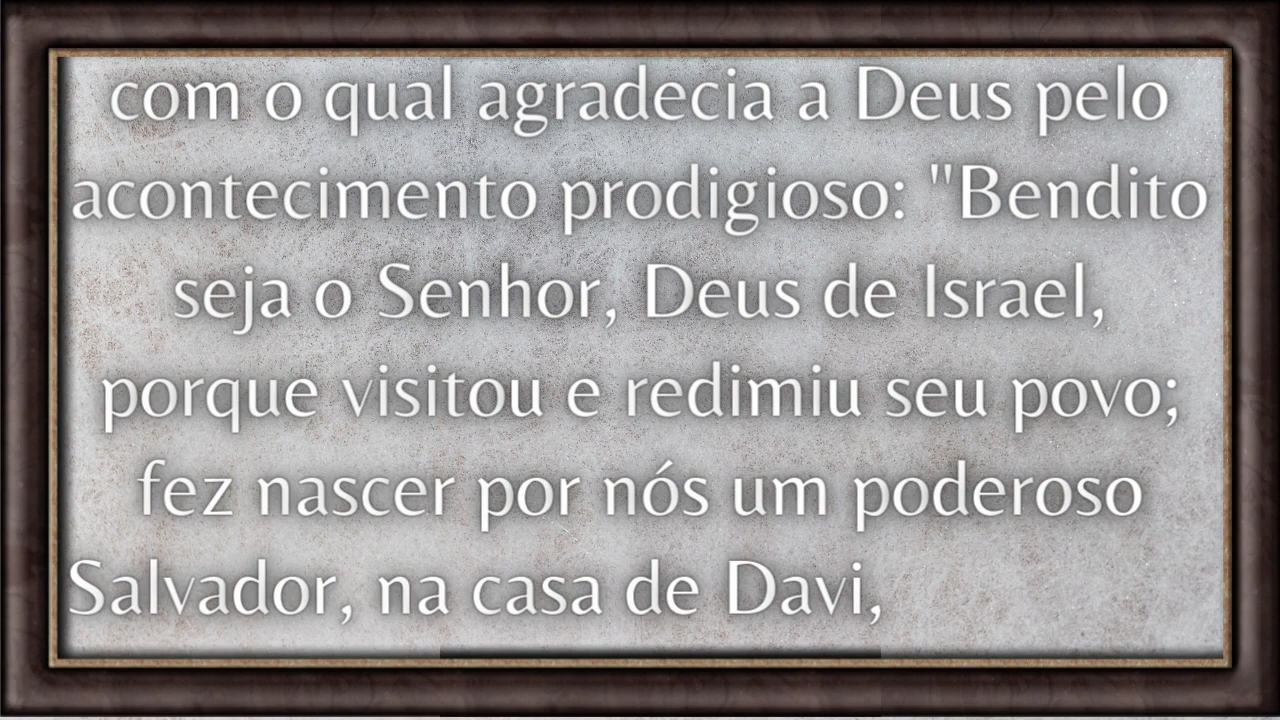 com o qual agradecia a Deus pelo
acontecimento prodigioso: "Bendito
seja o Senhor, Deus de Israel,
porque visitou e redimiu seu povo;
fez nascer por nós um poderoso
Salvador, na casa de Davi,